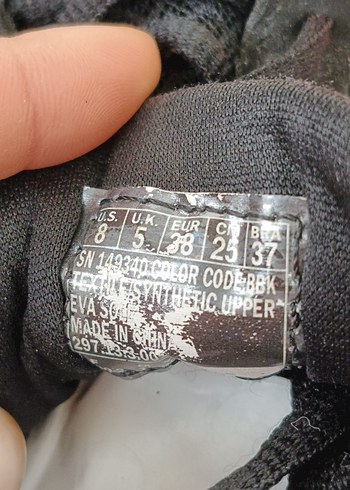 U.S. U.K. EUR CM BRA
8 5 38 25 37
SN 149340 COLOR CODE:BBK
TEXTILE/SYNTHETIC UPPER
EVA
MADE IN CHINA